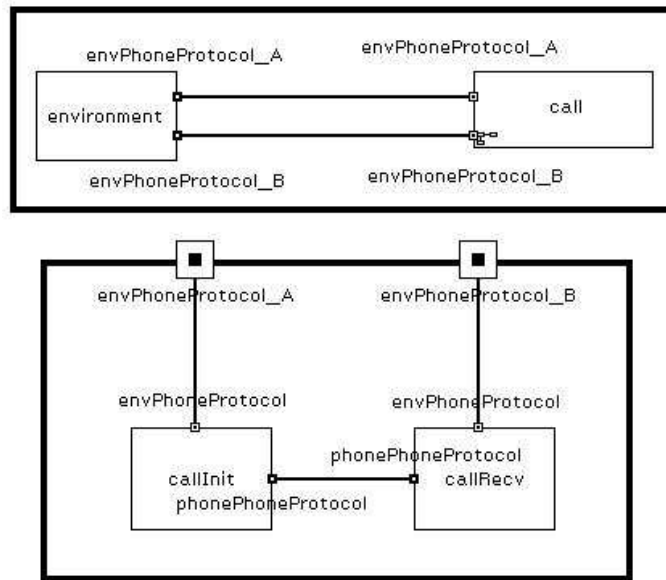 envPhoneProtocol_A
envPhoneProtocol_A
environment
call
envPhoneProtocol_B
envPhoneProtocol_B
envPhoneProtocol_A
envPhoneProtocol_B
envPhoneProtocol
envPhoneProtocol
phonePhoneProtocol
callInit
callRecv
phonePhoneProtocol